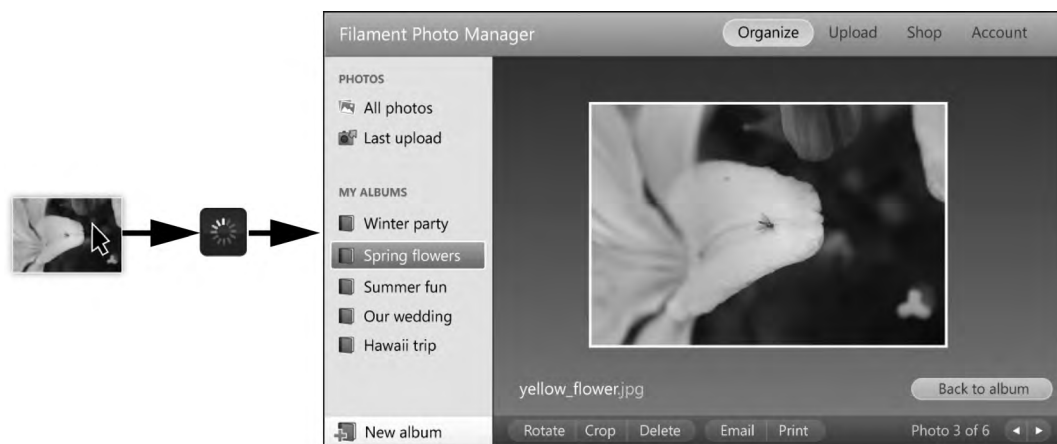 Filament Photo Manager
Organize Upload Shop Account
PHOTOS
All photos
Last upload
MY ALBUMS
Winter party
Spring flowers
Summer fun
Our wedding
Hawaii trip
New album
yellow_flower.jpg
Back to album
Rotate Crop Delete Email Print Photo 3 of 6